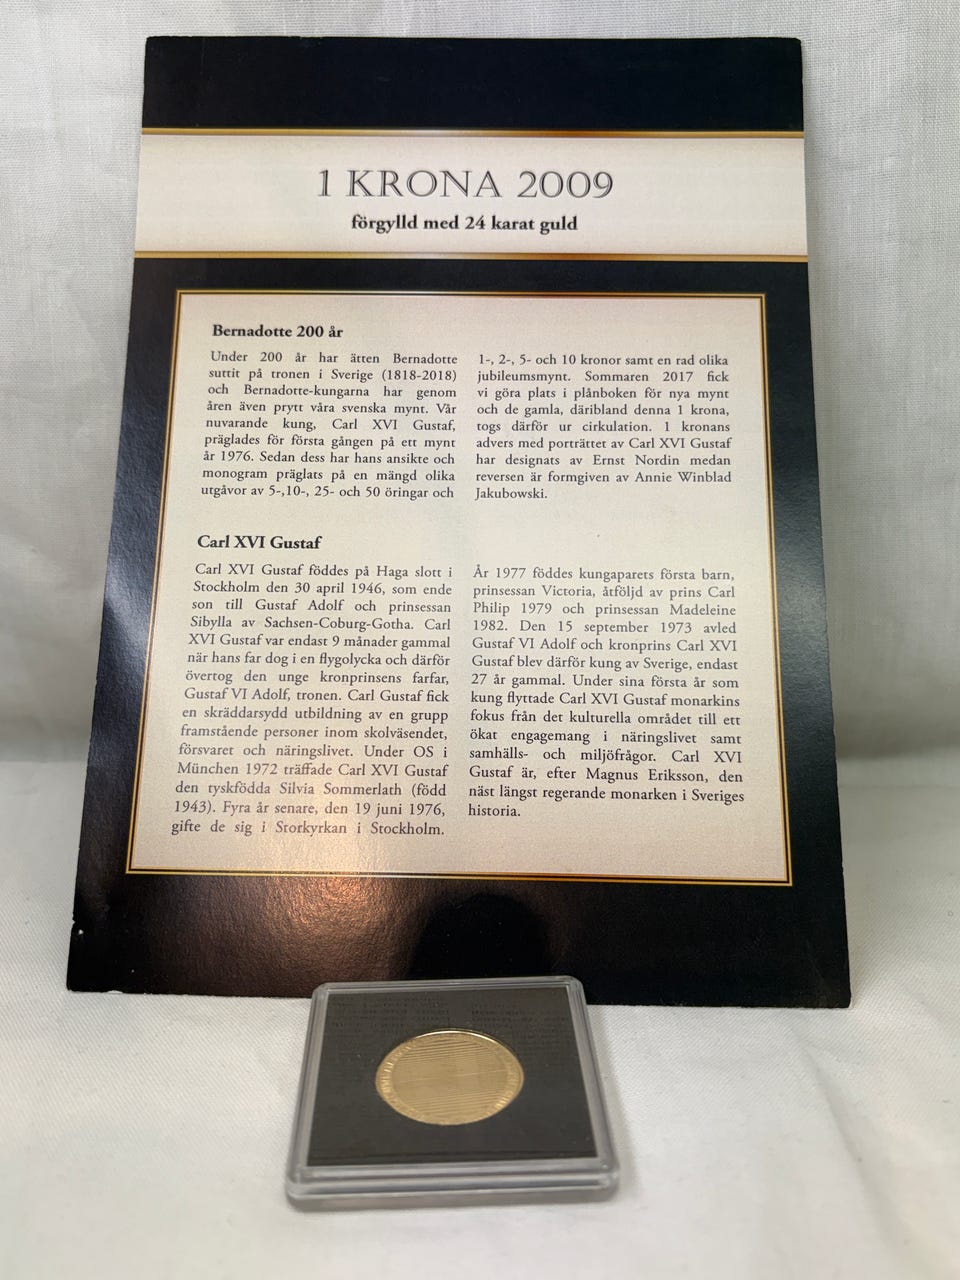 1 KRONA 2009
förgylld med 24 karat guld
Bernadotte 200 år
Under 200 år har ätten Bernadotte
suttit på tronen i Sverige (1818-2018)
och Bernadotte-kungarna har genom
åren även prytt våra svenska mynt. Vår
nuvarande kung, Carl XVI Gustaf,
präglades för första gången på ett mynt
år 1976. Sedan dess har hans ansikte och
monogram präglats på en mängd olika
utgåvor av 5-,10-, 25- och 50 öringar och
1-, 2-, 5- och 10 kronor samt en rad olika
jubileumsmynt. Sommaren 2017 fick
vi göra plats i plånboken för nya mynt
och de gamla, däribland denna 1 krona,
togs därför ur cirkulation. 1 kronans
advers med porträttet av Carl XVI Gustaf
har designats av Ernst Nordin medan
reversen är formgiven av Annie Winblad
Jakubowski.
Carl XVI Gustaf
Carl XVI Gustaf föddes på Haga slott i
Stockholm den 30 april 1946, som ende
son till Gustaf Adolf och prinsessan
Sibylla av Sachsen-Coburg-Gotha. Carl
XVI Gustaf var endast 9 månader gammal
när hans far dog i en flygolycka och därför
övertog den unge kronprinsens farfar,
Gustaf VI Adolf, tronen. Carl Gustaf fick
en skräddarsydd utbildning av en grupp
framstående personer inom skolväsendet,
försvaret och näringslivet. Under OS i
München 1972 träffade Carl XVI Gustaf
den tyskfödda Silvia Sommerlath (född
1943). Fyra år senare, den 19 juni 1976,
gifte de sig i Storkyrkan i Stockholm.
År 1977 föddes kungaparets första barn,
prinsessan Victoria, åtföljd av prins Carl
Philip 1979 och prinsessan Madeleine
1982. Den 15 september 1973 avled
Gustaf VI Adolf och kronprins Carl XVI
Gustaf blev därför kung av Sverige, endast
27 år gammal. Under sina första år som
kung flyttade Carl XVI Gustaf monarkins
fokus från det kulturella området till ett
ökat engagemang i näringslivet samt
samhälls- och miljöfrågor. Carl XVI
Gustaf är, efter Magnus Eriksson, den
näst längst regerande monarken i Sveriges
historia.